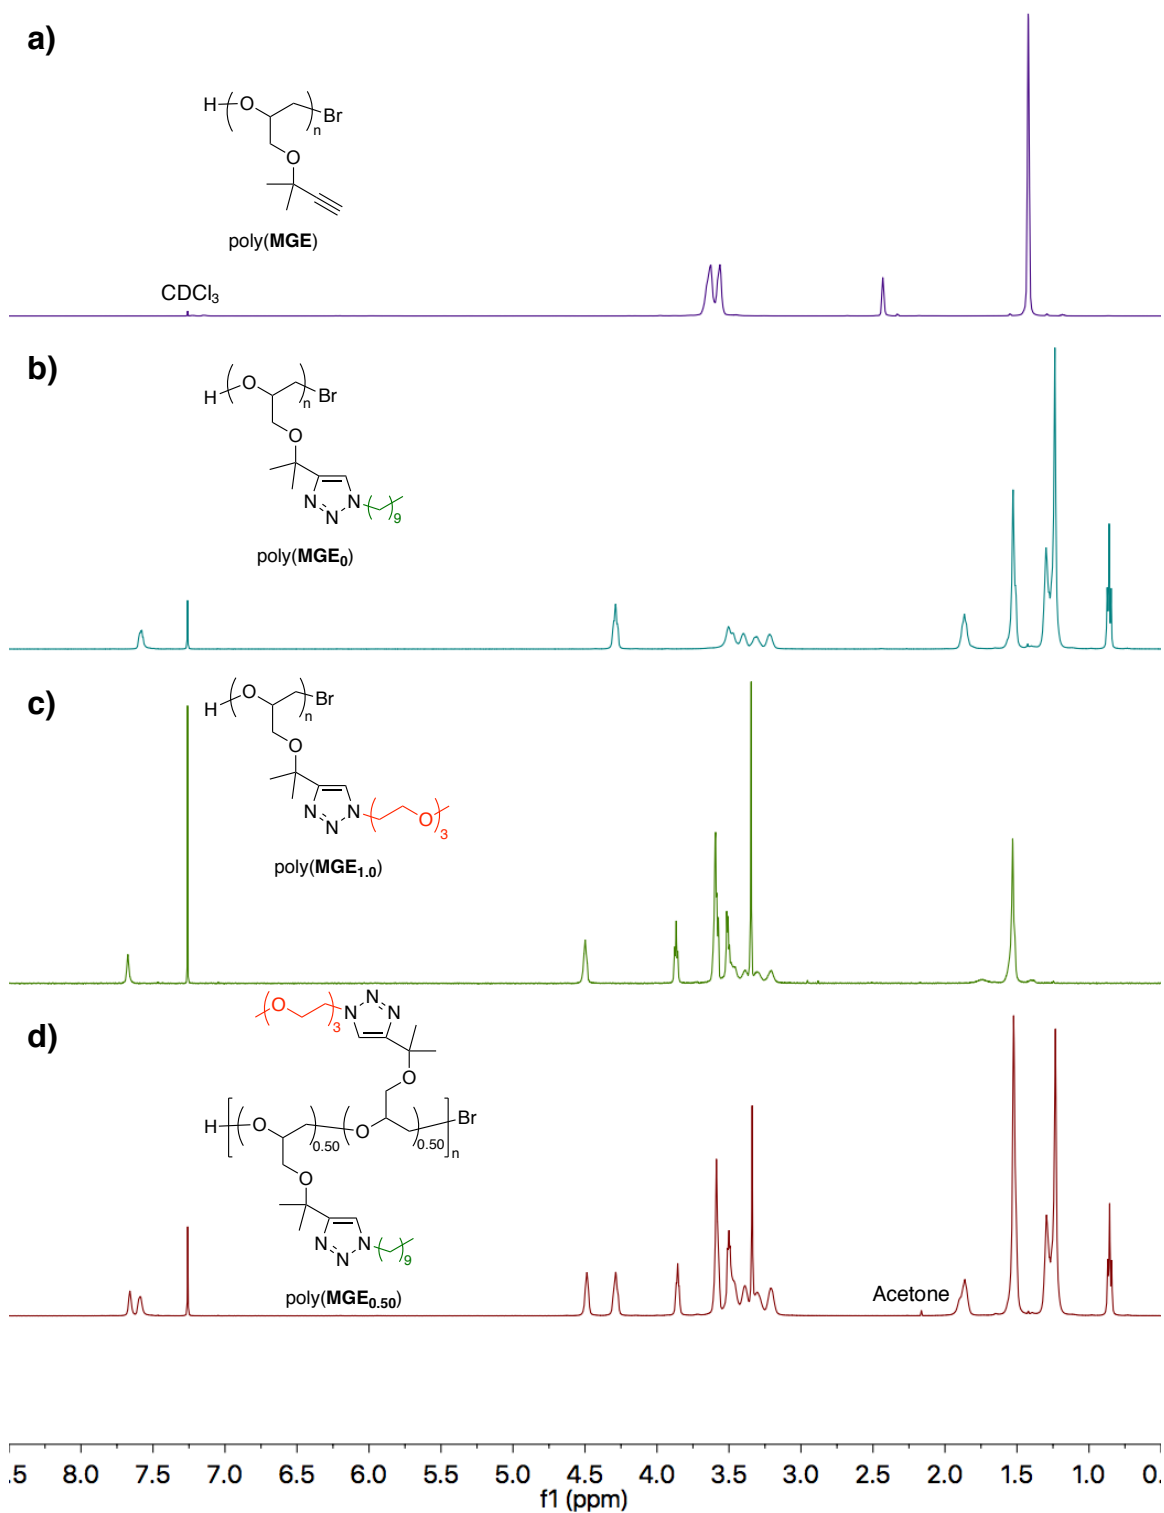 a)
H O Br
n
O
poly(MGE)
CDCl3
b)
H O Br
n
O
N N
N 9
poly(MGE0)
c)
H O Br
n
O
N N O
N 3
poly(MGE1.0)
O N N
3 N
d)
O
H O O Br
0.50 0.50 n
O
N N
N 9
poly(MGE0.50)
Acetone
.5 8.0 7.5 7.0 6.5 6.0 5.5 5.0 4.5 4.0 3.5 3.0 2.5 2.0 1.5 1.0 0.
f1 (ppm)